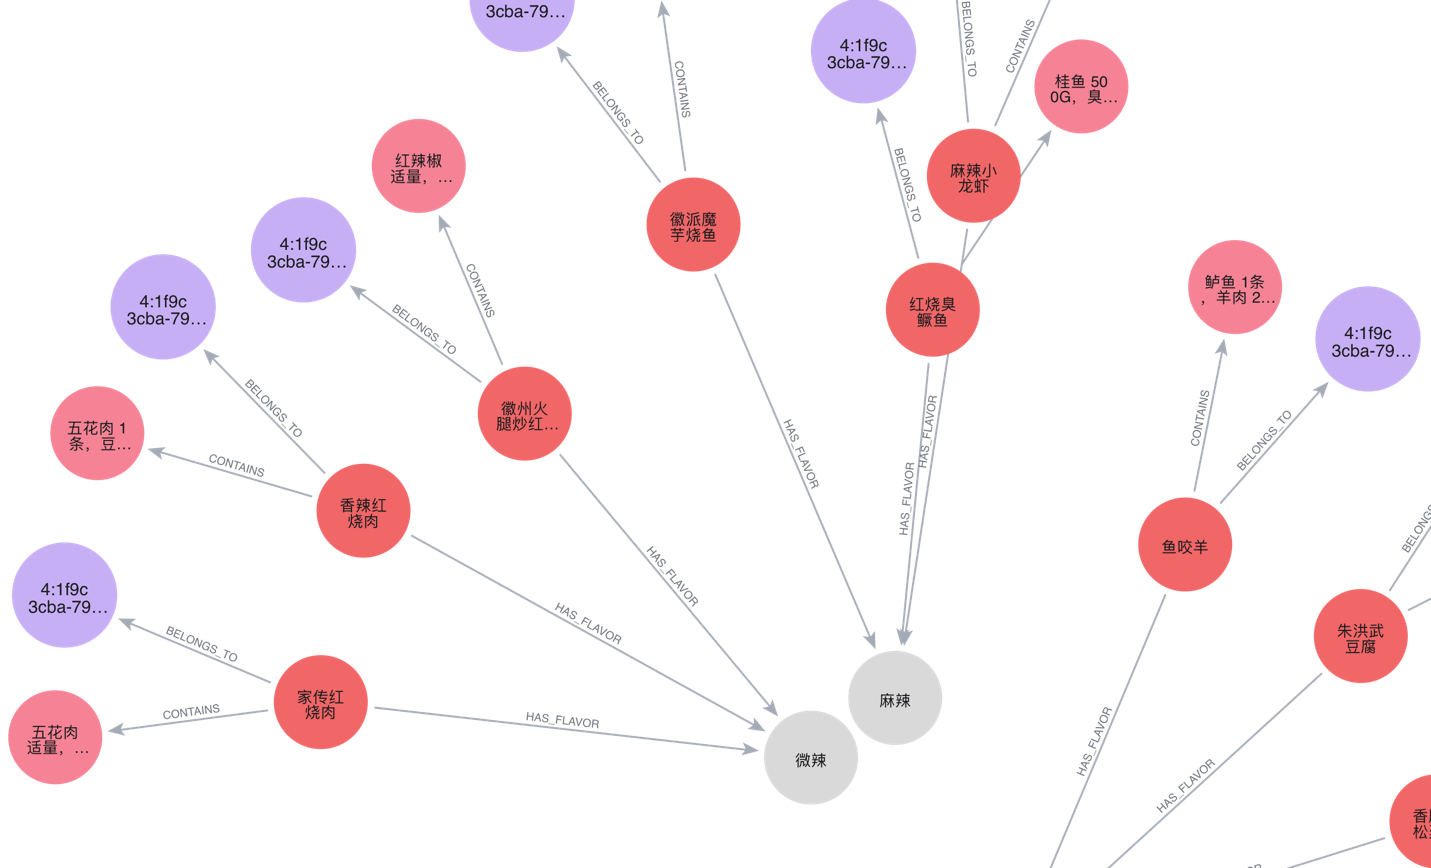 3cba-79…
BELONGS_TO
CONTAINS
4:1f9c
3cba-79…
BELONGS_TO
CONTAINS
桂鱼 50
0G，臭…
BELONGS_TO
CONTAINS
红辣椒
适量，…
麻辣小
龙虾
BELONGS_TO
徽派魔
芋烧鱼
4:1f9c
3cba-79…
CONTAINS
4:1f9c
3cba-79…
BELONGS_TO
红烧臭
鳜鱼
鲈鱼 1条
，羊肉 2…
4:1f9c
3cba-79…
BELONGS_TO
徽州火
腿炒红…
五花肉 1
条，豆…
CONTAINS
HAS_FLAVOR
HAS_FLAVOR
HAS_FLAVOR
CONTAINS
BELONGS_TO
香辣红
烧肉
鱼咬羊
4:1f9c
3cba-79…
BELONGS_TO
HAS_FLAVOR
HAS_FLAVOR
BELONGS
朱洪武
豆腐
家传红
烧肉
五花肉
适量，…
CONTAINS
HAS_FLAVOR
麻辣
微辣
HAS_FLAVOR
HAS_FLAVOR